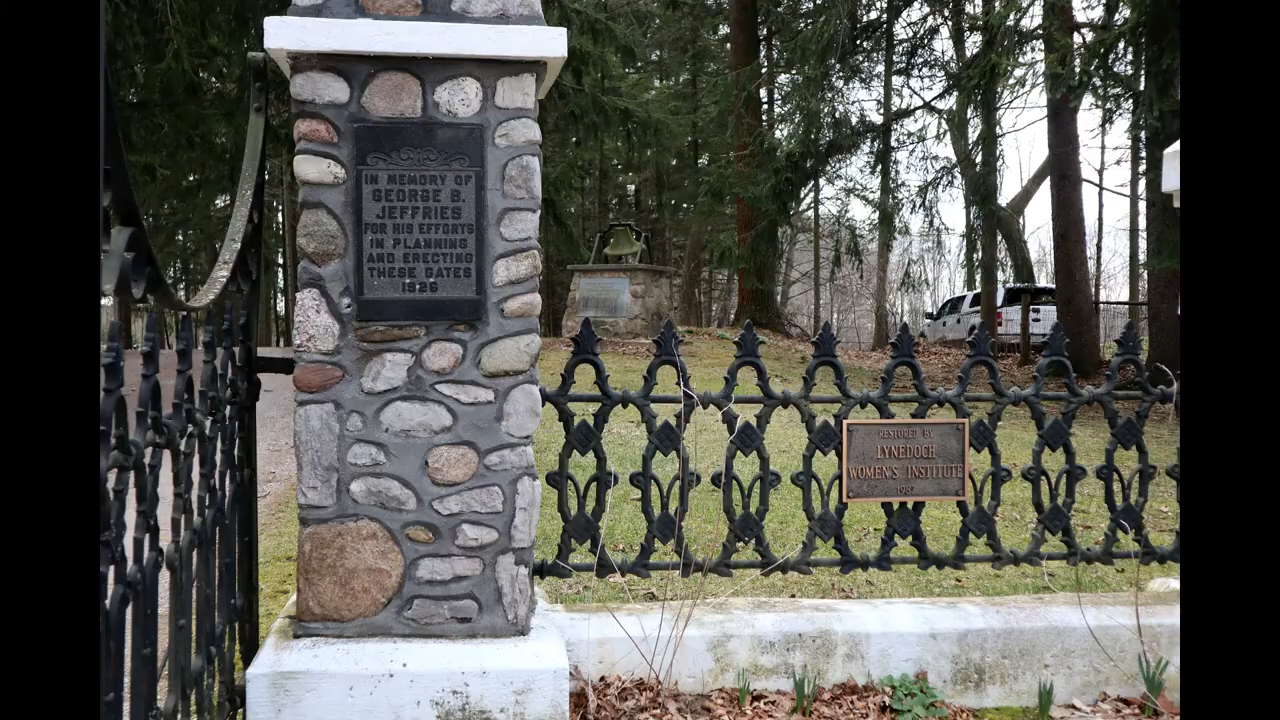 IN MEMORY OF
GEORGE B.
JEFFRIES
FOR HIS EFFORTS
IN PLANNING
AND ERECTING
THESE GATES
1926
RESTORED BY
LYNEDOCH
WOMEN'S INSTITUTE
1987